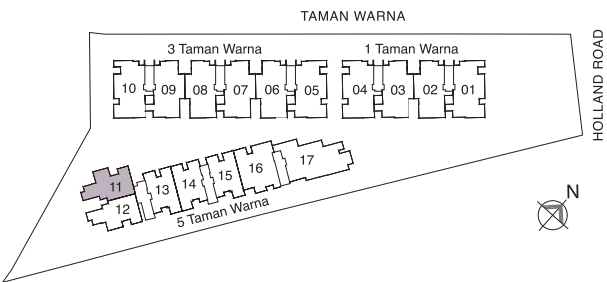 TAMAN WARNA
HOLLAND ROAD
3 Taman Warna
1 Taman Warna
10 09 08 07 06 05
04 03 02 01
11 12 13 14 15 16 17
5 Taman Warna
N